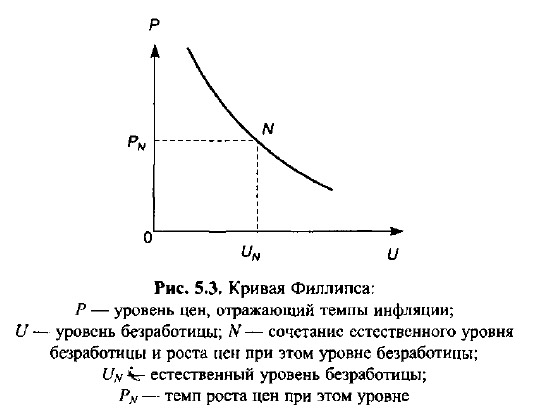 P
N
P_N
0
U_N
U
Рис. 5.3. Кривая Филлипса:
P — уровень цен, отражающий темпы инфляции;
U — уровень безработицы; N — сочетание естественного уровня
безработицы и роста цен при этом уровне безработицы;
U_N — естественный уровень безработицы;
P_N — темп роста цен при этом уровне